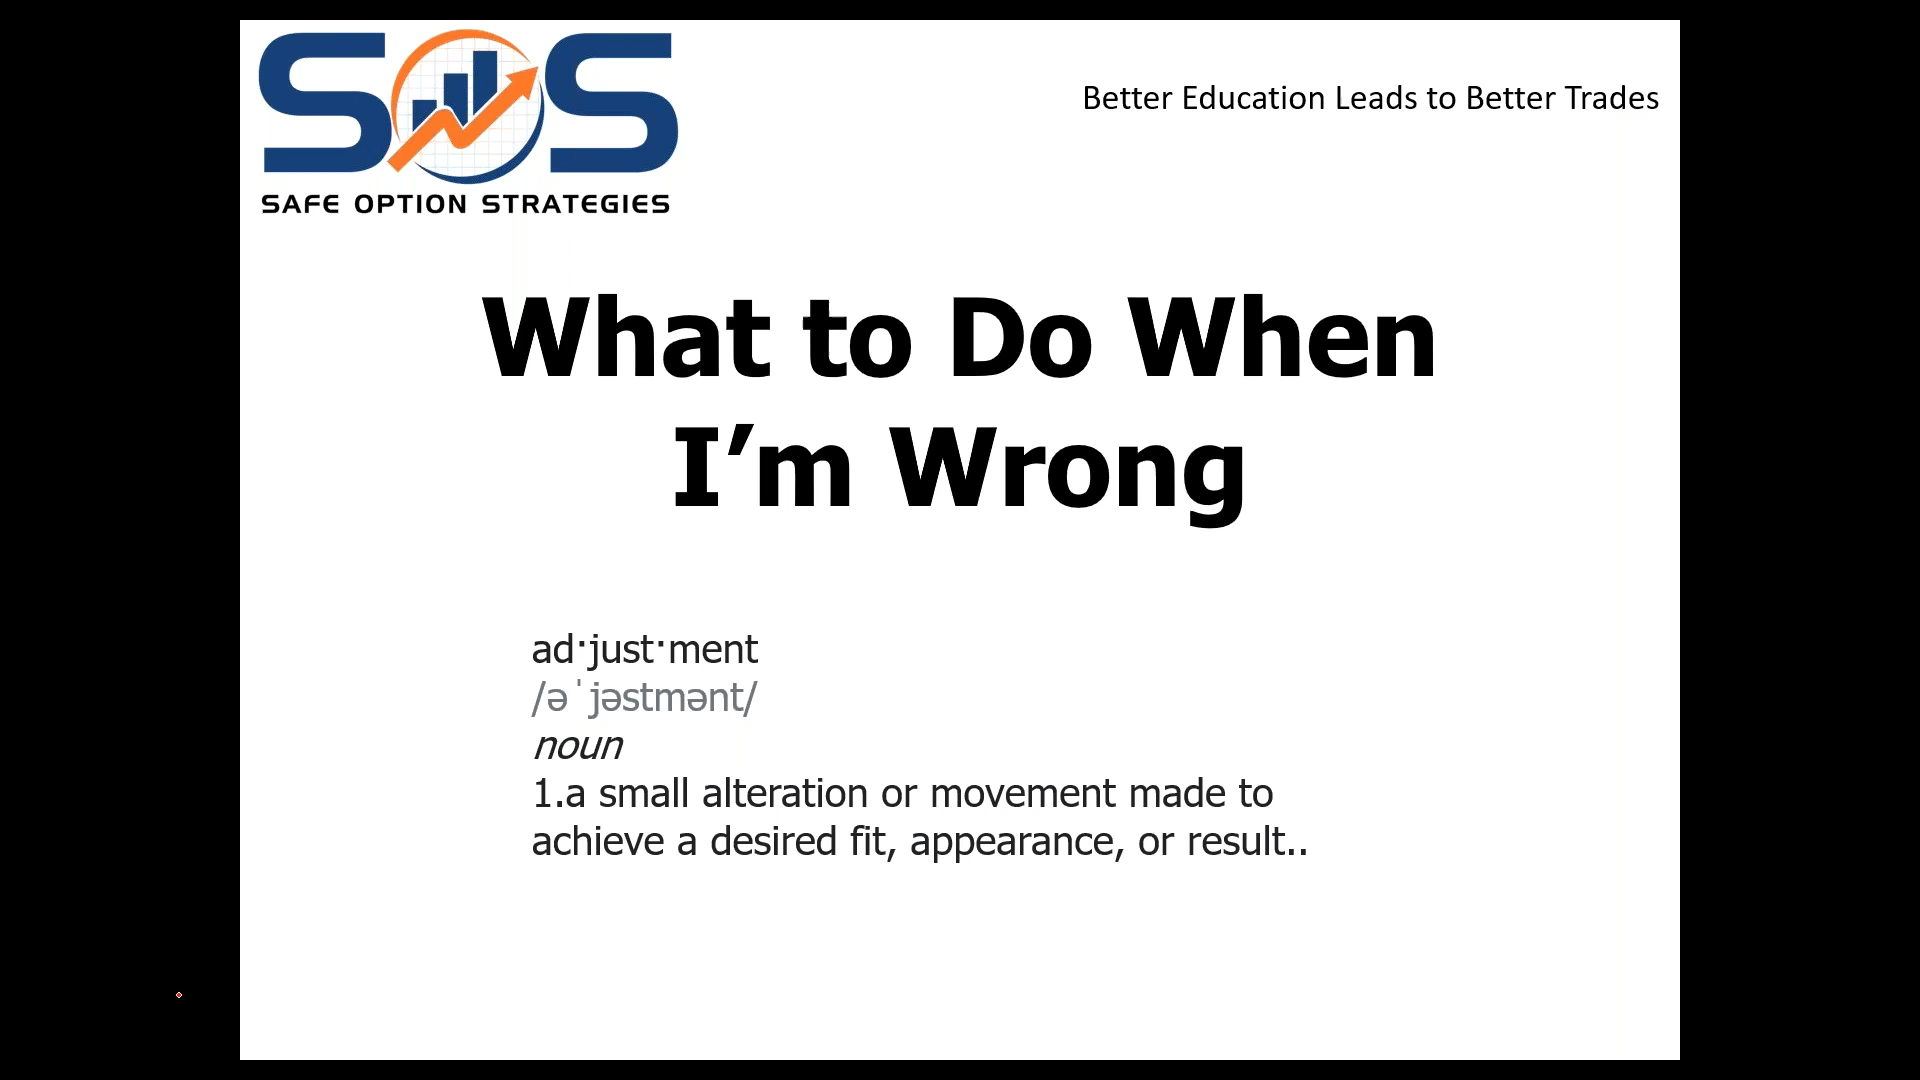 SOS
SAFE OPTION STRATEGIES
Better Education Leads to Better Trades
What to Do When
I’m Wrong
ad·just·ment
/əˈjəstmənt/
noun
1.a small alteration or movement made to
achieve a desired fit, appearance, or result..